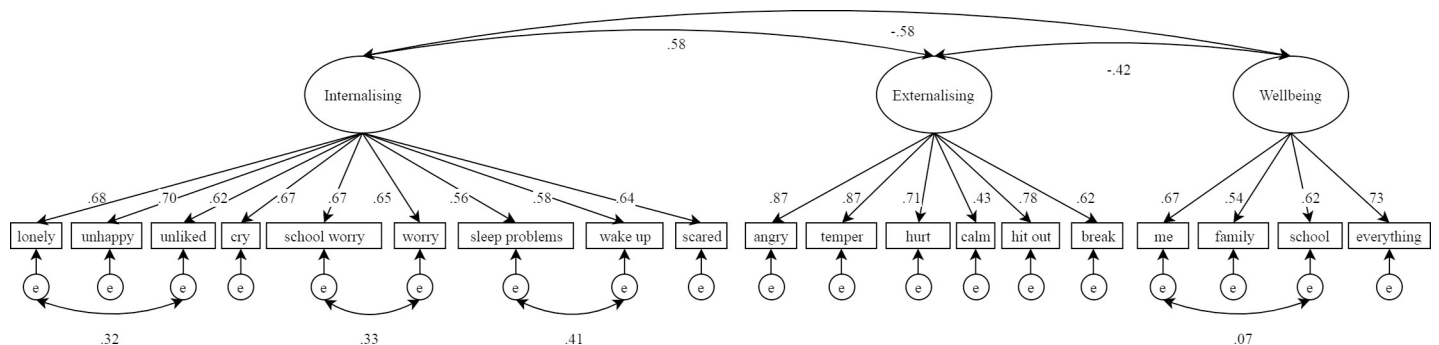 -.58
.58
-.42
Internalising Externalising Wellbeing
.68 .70 .62 .67 .67 .65 .56 .58 .64 .87 .87 .71 .43 .78 .62 .67 .54 .62 .73
lonely unhappy unliked cry school worry worry sleep problems wake up scared angry temper hurt calm hit out break me family school everything
e e e e e e e e e e e e e e e e e e e
.32 .33 .41 .07